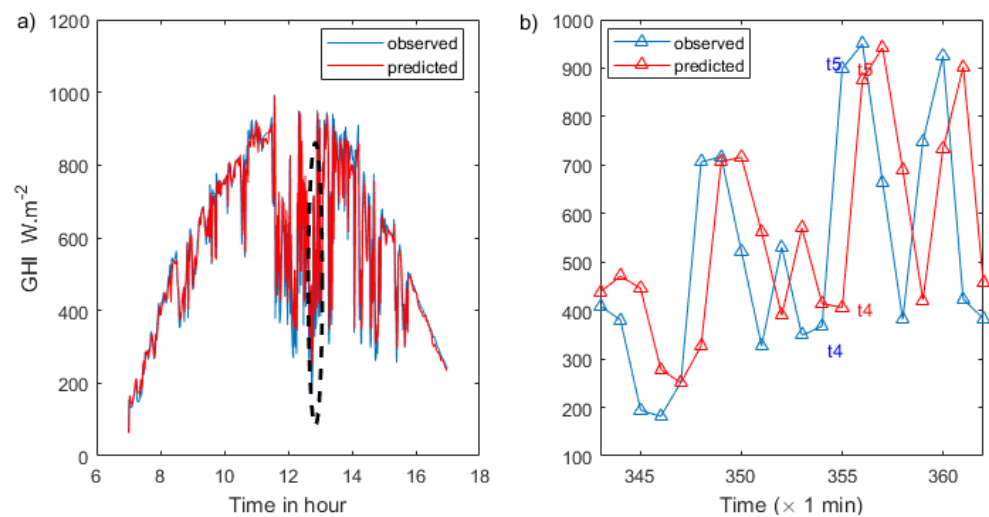 a)
GHI W.m-2
1200
1000
800
600
400
200
0
6 8 10 12 14 16 18
Time in hour
observed
predicted
b)
1000
900
800
700
600
500
400
300
200
100
345 350 355 360
Time (× 1 min)
observed
predicted
t5
t5
t4
t4